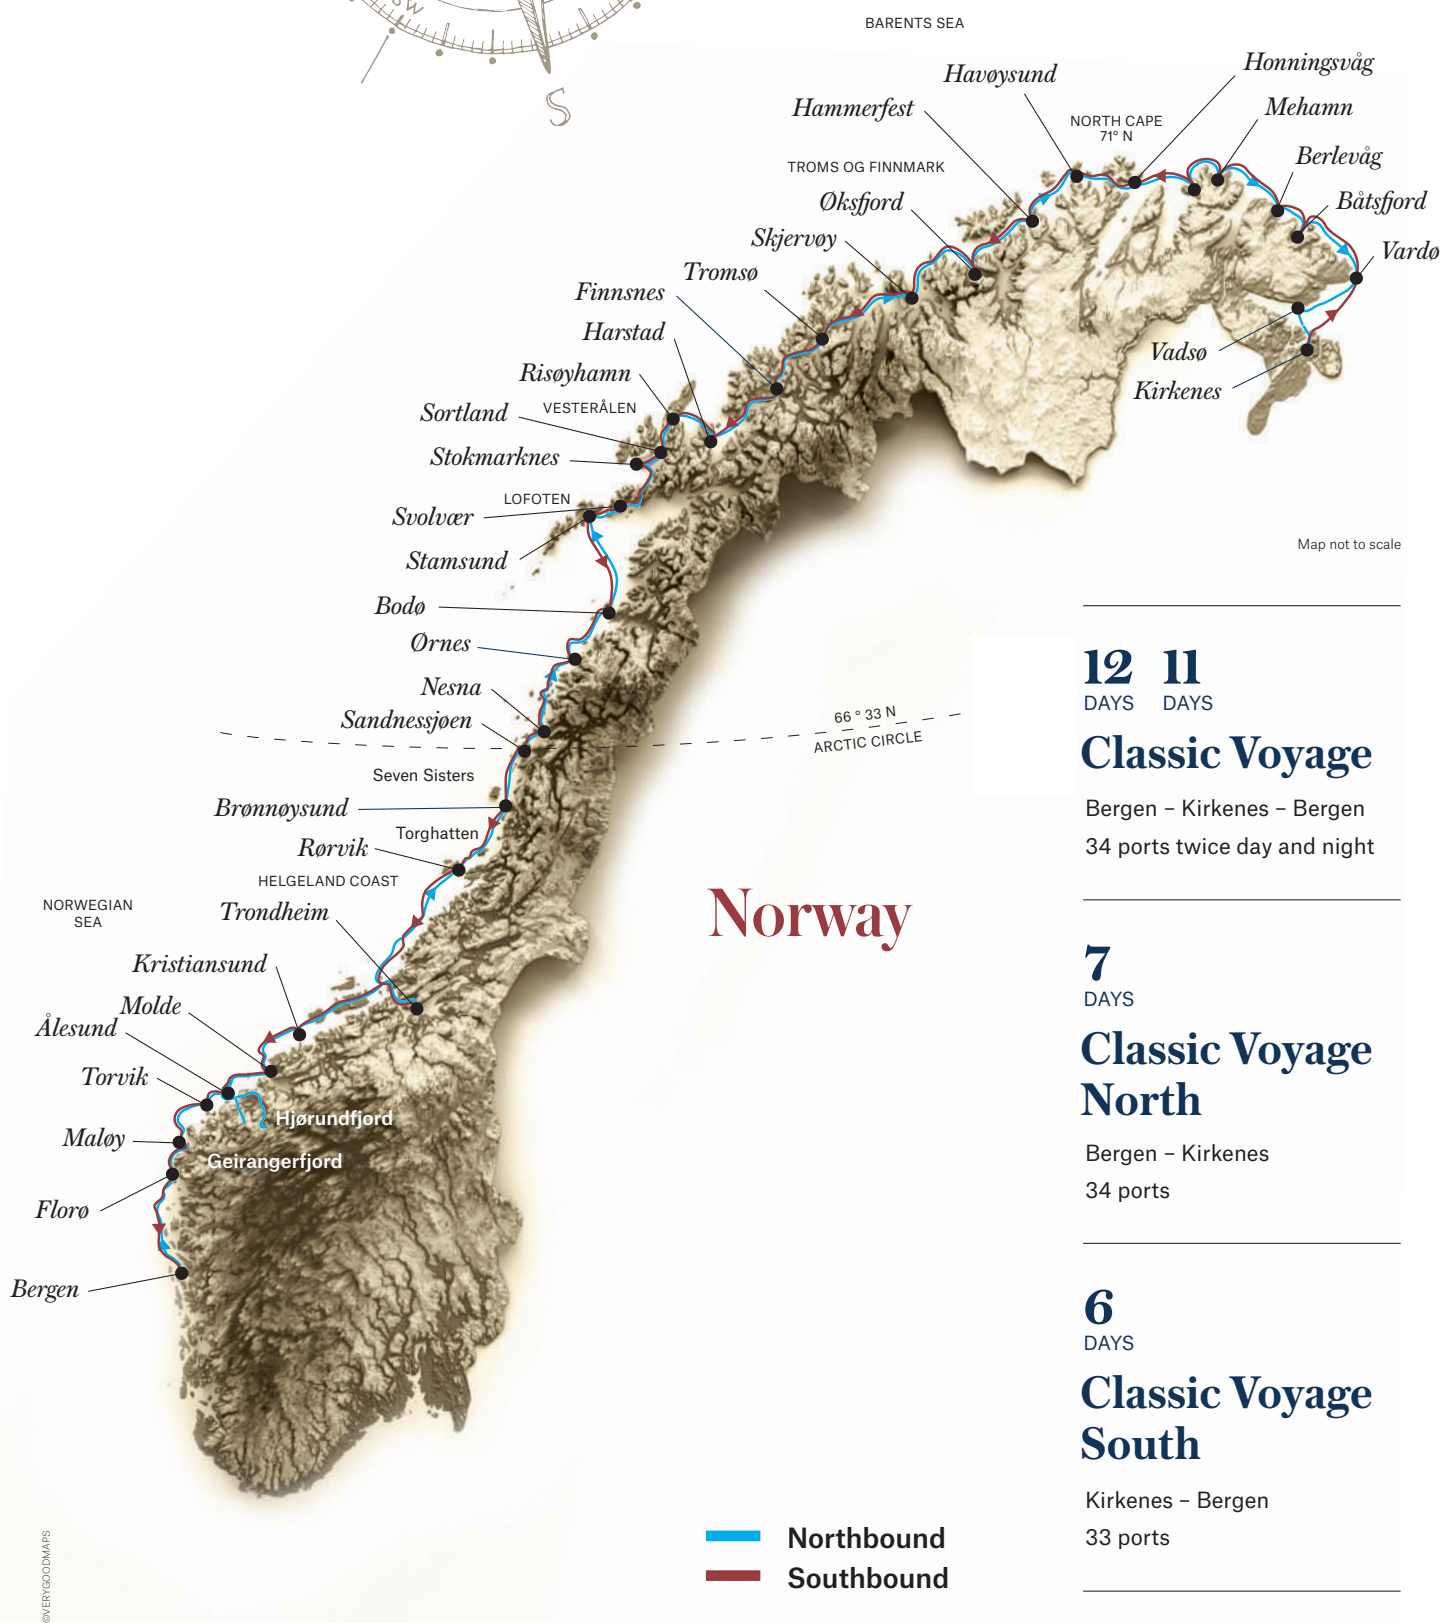 SW
S
BARENTS SEA
Honningsvåg
Havøysund
Mehamn
Hammerfest
NORTH CAPE
71° N
Berlevåg
TROMS OG FINNMARK
Øksfjord
Båtsfjord
Skjervøy
Vardø
Tromsø
Finnsnes
Harstad
Vadsø
Risøyhamn
Kirkenes
Sortland
VESTERÅLEN
Stokmarknes
LOFOTEN
Svolvær
Stamsund
Map not to scale
Bodø
Ørnes
Nesna
Sandnessjøen
66 ° 33 N
ARCTIC CIRCLE
Seven Sisters
Brønnøysund
Torghatten
Rørvik
HELGELAND COAST
NORWEGIAN
SEA
Trondheim
Norway
Kristiansund
Molde
Ålesund
Torvik
Hjørundfjord
Maløy
Geirangerfjord
Florø
Bergen
12 11
DAYS DAYS
Classic Voyage
Bergen – Kirkenes – Bergen
34 ports twice day and night
7
DAYS
Classic Voyage
North
Bergen – Kirkenes
34 ports
6
DAYS
Classic Voyage
South
Kirkenes – Bergen
33 ports
Northbound
Southbound
©VERYGOODMAPS